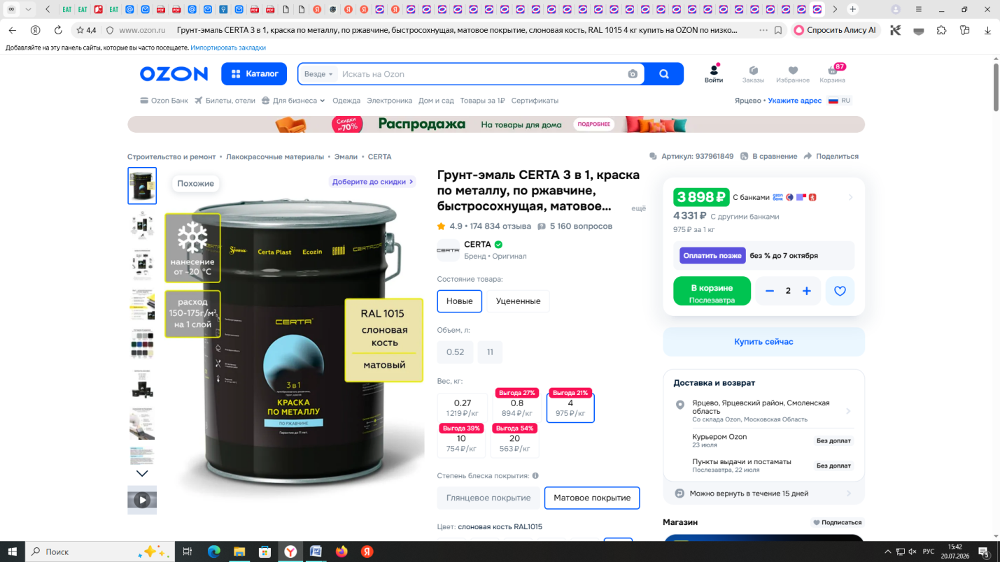 EAT
EAT
EAT
4,4
www.ozon.ru
Грунт-эмаль CERTA 3 в 1, краска по металлу, по ржавчине, быстросохнущая, матовое покрытие, слоновая кость, RAL 1015 4 кг купить на OZON по низко...
Спросить Алису AI
Добавляйте на эту панель сайты, которые вы часто посещаете. Импортировать закладки
OZON
Каталог
Везде
Искать на Ozon
Войти
Заказы
Избранное
87
Корзина
Ozon Банк
Билеты, отели
Для бизнеса
Одежда
Электроника
Дом и сад
Товары за 1₽
Сертификаты
Ярцево • Укажите адрес
RU
Скидки до 70%
Распродажа
На товары для дома
ПОДРОБНЕЕ
Строительство и ремонт • Лакокрасочные материалы • Эмали • CERTA
Артикул: 937961849
В сравнение
Поделиться
Похожие
Доберите до скидки
нанесение
от -20 °C
расход
150-175г/м²
на 1 слой
Certa Plast
Ecozin
CERTA
3 в 1
КРАСКА
ПО МЕТАЛЛУ
ПО РЖАВЧИНЕ
RAL 1015
слоновая
кость
матовый
Грунт-эмаль CERTA 3 в 1, краска
по металлу, по ржавчине,
быстросохнущая, матовое...
ещё
4.9 • 174 834 отзыва
5 160 вопросов
CERTA
CERTA
Бренд • Оригинал
Состояние товара:
Новые
Уцененные
Объем, л:
0.52
11
Вес, кг:
0.27
1 219 ₽/кг
Выгода 27%
0.8
894 ₽/кг
Выгода 21%
4
975 ₽/кг
Выгода 39%
10
754 ₽/кг
Выгода 54%
20
563 ₽/кг
Степень блеска покрытия:
Глянцевое покрытие
Матовое покрытие
Цвет: слоновая кость RAL1015
3 898 ₽
С банками
4 331 ₽ С другими банками
975 ₽ за 1 кг
Оплатить позже
без % до 7 октября
В корзине
Послезавтра
2
Купить сейчас
Доставка и возврат
Ярцево, Ярцевский район, Смоленская
область
Со склада Ozon, Московская Область
Курьером Ozon
23 июля
Без доплат
Пункты выдачи и постаматы
Послезавтра, 22 июля
Без доплат
Можно вернуть в течение 15 дней
Магазин
Подписаться
Поиск
РУС
15:42
20.07.2026
5